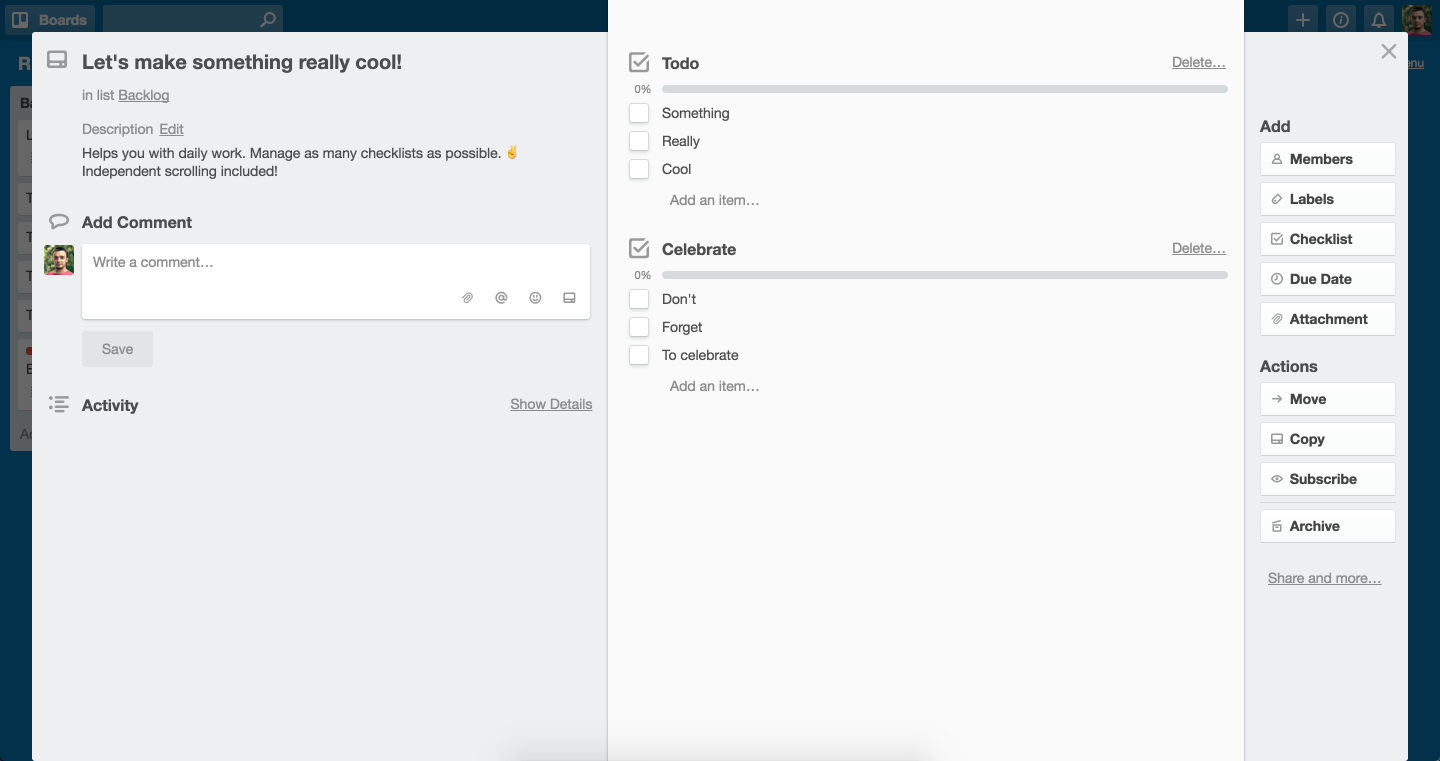 Boards
Let's make something really cool!
in list Backlog
Description Edit
Helps you with daily work. Manage as many checklists as possible. ✌
Independent scrolling included!
Add Comment
Write a comment…
Save
Activity
Show Details
Todo
Delete…
0%
Something
Really
Cool
Add an item…
Celebrate
Delete…
0%
Don't
Forget
To celebrate
Add an item…
Add
Members
Labels
Checklist
Due Date
Attachment
Actions
Move
Copy
Subscribe
Archive
Share and more…